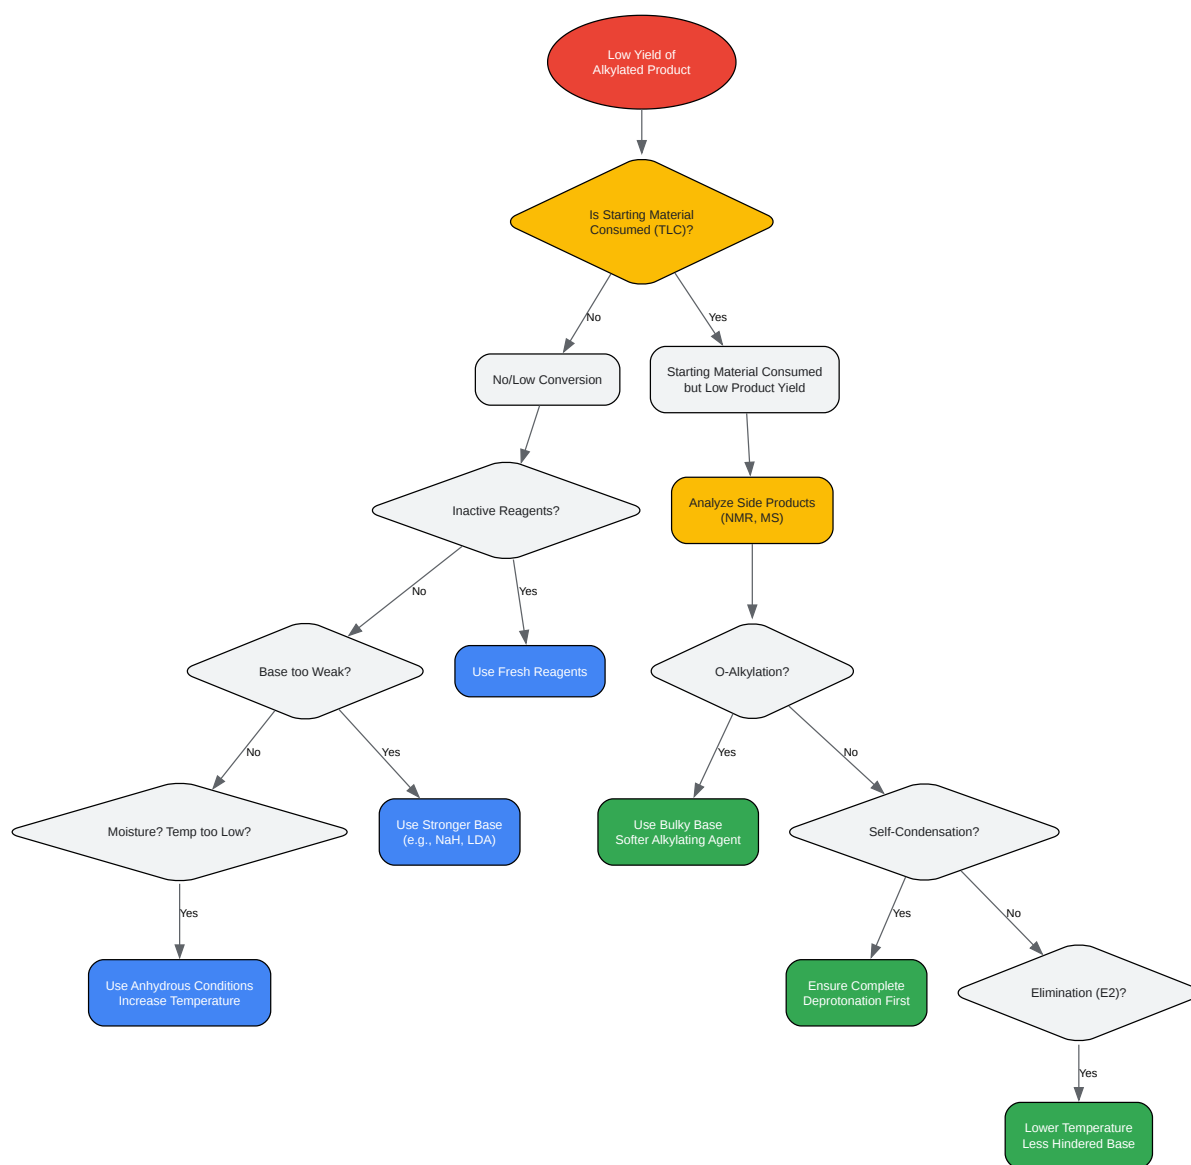 Low Yield of
Alkylated Product
Is Starting Material
Consumed (TLC)?
No
Yes
No/Low Conversion
Starting Material Consumed
but Low Product Yield
Inactive Reagents?
Analyze Side Products
(NMR, MS)
No
Yes
Base too Weak?
Use Fresh Reagents
O-Alkylation?
No
Yes
Yes
No
Moisture? Temp too Low?
Use Stronger Base
(e.g., NaH, LDA)
Use Bulky Base
Softer Alkylating Agent
Self-Condensation?
Yes
Yes
No
Use Anhydrous Conditions
Increase Temperature
Ensure Complete
Deprotonation First
Elimination (E2)?
Yes
Lower Temperature
Less Hindered Base